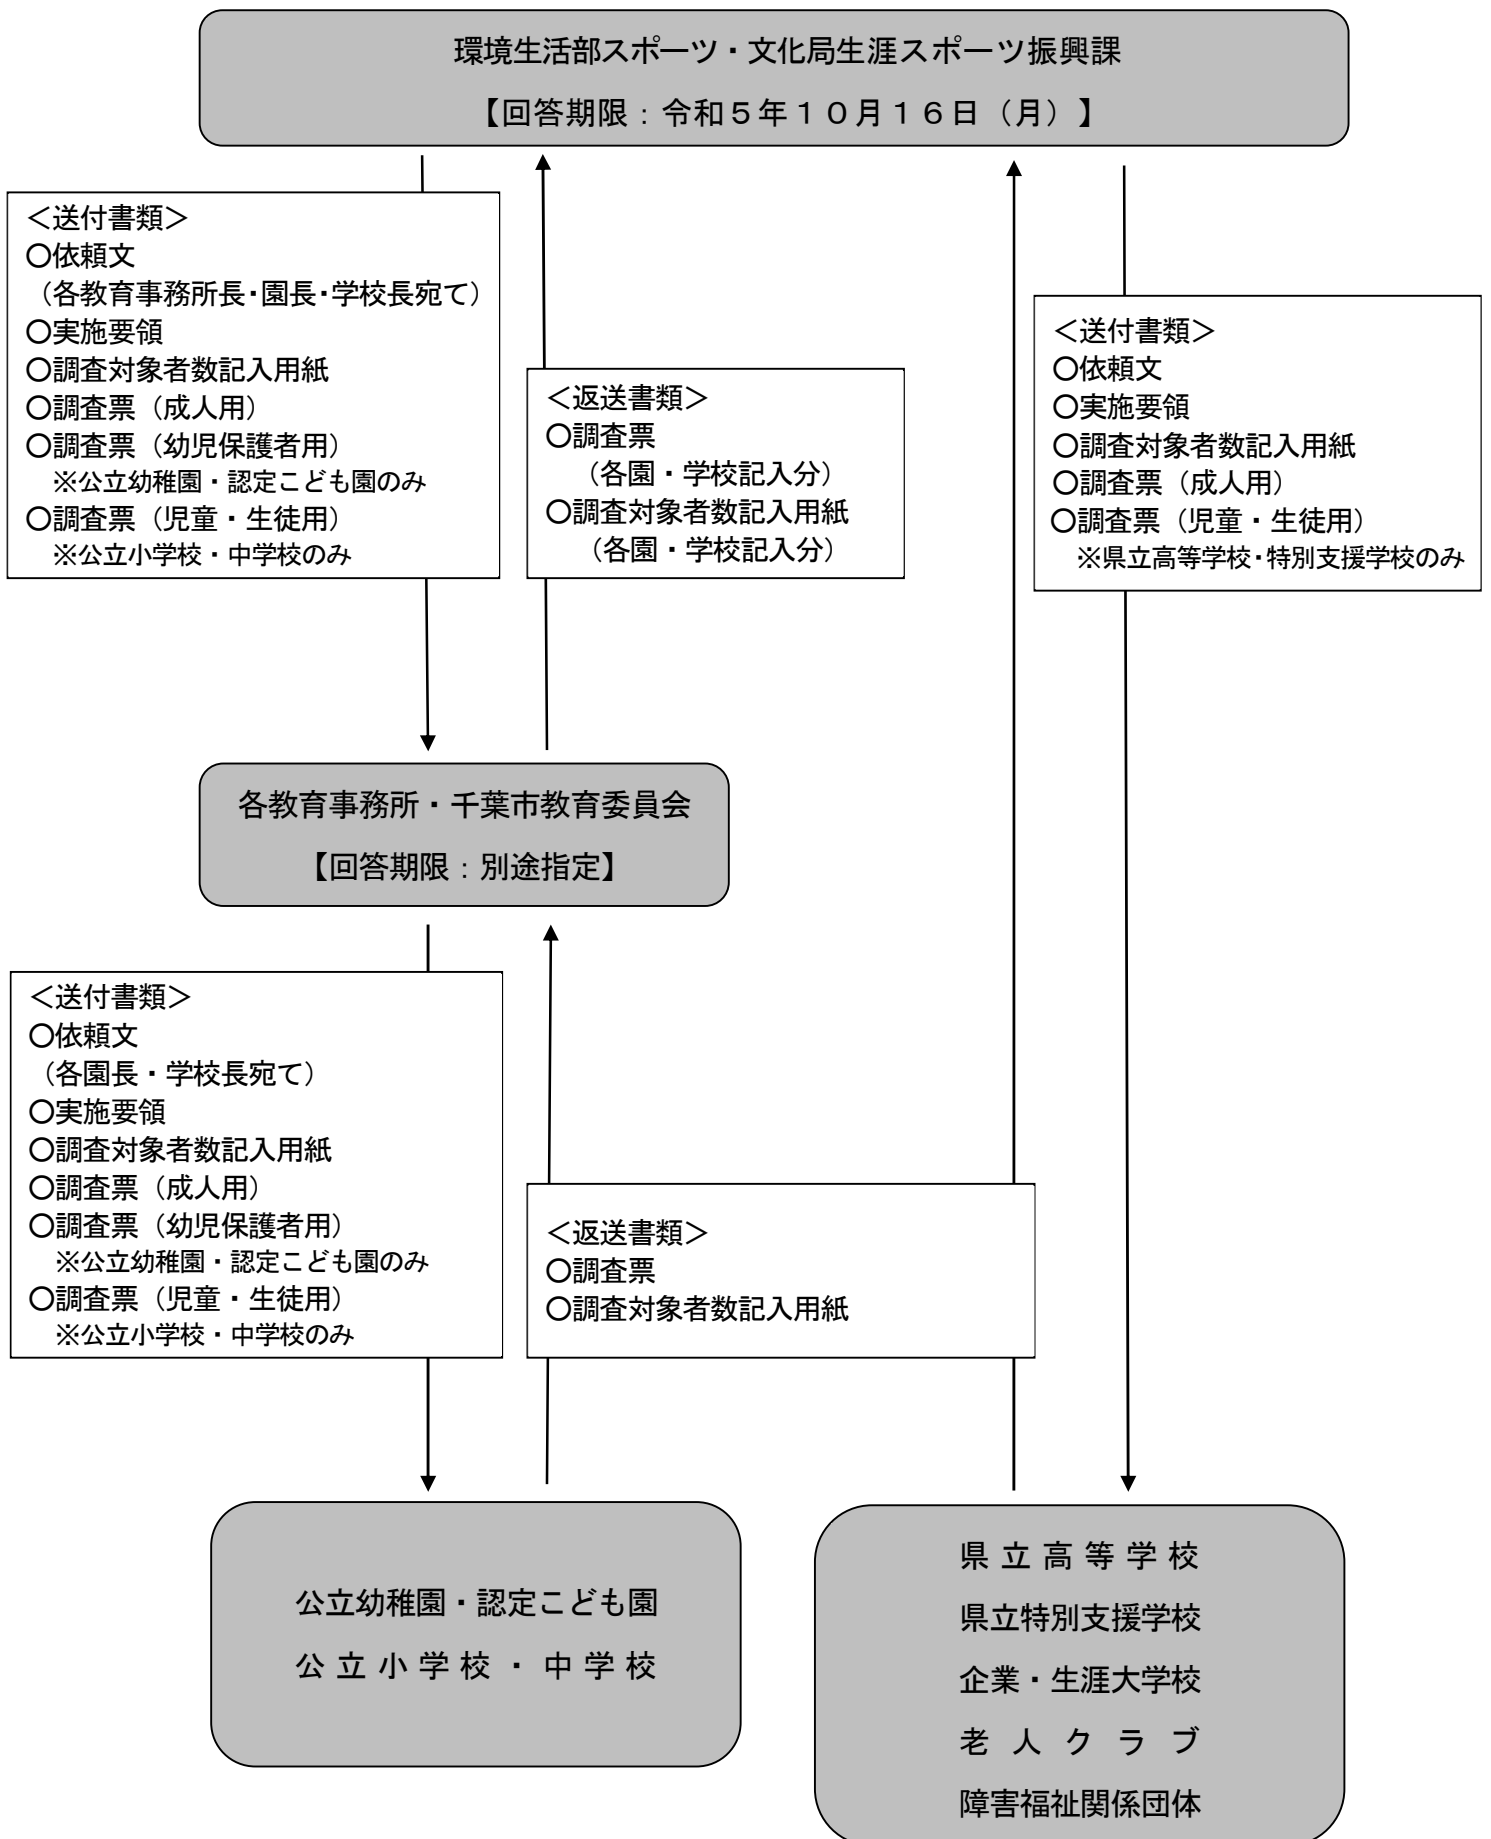 環境生活部スポーツ・文化局生涯スポーツ振興課
【回答期限：令和５年１０月１６日（月）】
＜送付書類＞
○依頼文
（各教育事務所長・園長・学校長宛て）
○実施要領
○調査対象者数記入用紙
○調査票（成人用）
○調査票（幼児保護者用）
※公立幼稚園・認定こども園のみ
○調査票（児童・生徒用）
※公立小学校・中学校のみ
＜返送書類＞
○調査票
（各園・学校記入分）
○調査対象者数記入用紙
（各園・学校記入分）
＜送付書類＞
○依頼文
○実施要領
○調査対象者数記入用紙
○調査票（成人用）
○調査票（児童・生徒用）
※県立高等学校・特別支援学校のみ
各教育事務所・千葉市教育委員会
【回答期限：別途指定】
＜送付書類＞
○依頼文
（各園長・学校長宛て）
○実施要領
○調査対象者数記入用紙
○調査票（成人用）
○調査票（幼児保護者用）
※公立幼稚園・認定こども園のみ
○調査票（児童・生徒用）
※公立小学校・中学校のみ
＜返送書類＞
○調査票
○調査対象者数記入用紙
公立幼稚園・認定こども園
公立小学校・中学校
県立高等学校
県立特別支援学校
企業・生涯大学校
老人クラブ
障害福祉関係団体